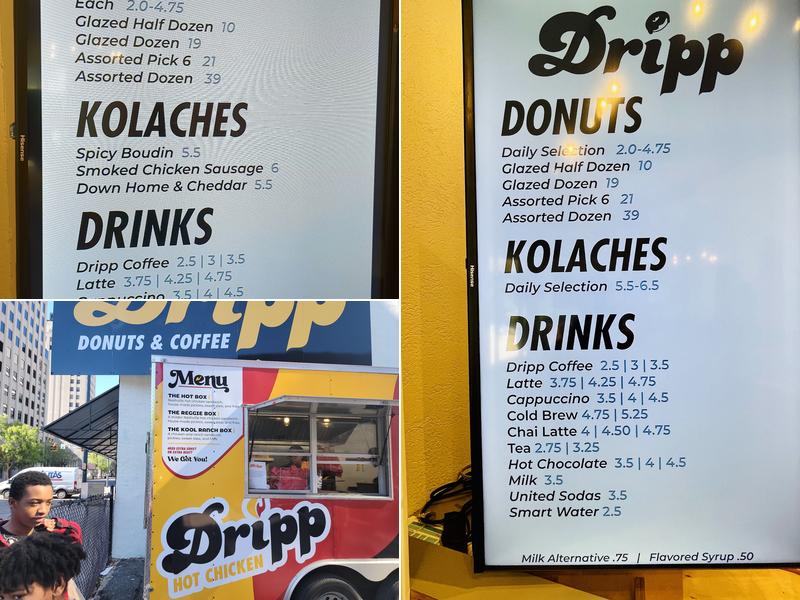 Each 2.0-4.75
Glazed Half Dozen 10
Glazed Dozen 19
Assorted Pick 6 21
Assorted Dozen 39
KOLACHES
Spicy Boudin 5.5
Smoked Chicken Sausage 6
Down Home & Cheddar 5.5
DRINKS
Dripp Coffee 2.5 | 3 | 3.5
Latte 3.75 | 4.25 | 4.75
Cappuccino 3.5 | 4 | 4.5
Hisense
Dripp
DONUTS & COFFEE
Menu
THE HOT BOX
THE REGGIE BOX
THE KOOL RANCH BOX
We Got You!
Dripp
HOT CHICKEN
Dripp
DONUTS
Daily Selection 2.0-4.75
Glazed Half Dozen 10
Glazed Dozen 19
Assorted Pick 6 21
Assorted Dozen 39
KOLACHES
Daily Selection 5.5-6.5
DRINKS
Dripp Coffee 2.5 | 3 | 3.5
Latte 3.75 | 4.25 | 4.75
Cappucino 3.5 | 4 | 4.5
Cold Brew 4.75 | 5.25
Chai Latte 4 | 4.50 | 4.75
Tea 2.75 | 3.25
Hot Chocolate 3.5 | 4 | 4.5
Milk 3.5
United Sodas 3.5
Smart Water 2.5
Milk Alternative .75 | Flavored Syrup .50
Hisense